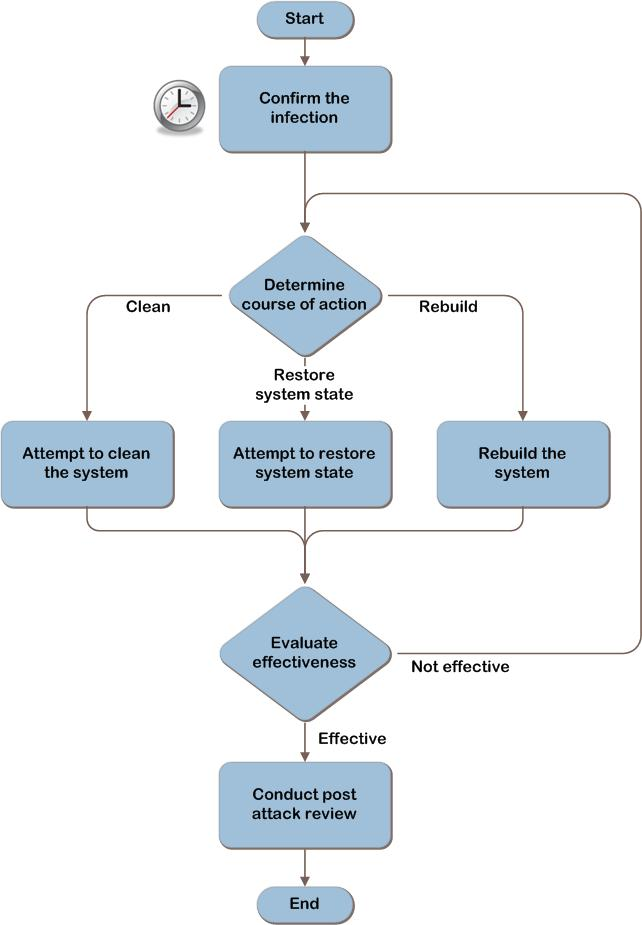 Start
Confirm the
infection
Determine
course of action
Clean
Rebuild
Restore
system state
Attempt to clean
the system
Attempt to restore
system state
Rebuild the
system
Evaluate
effectiveness
Not effective
Effective
Conduct post
attack review
End